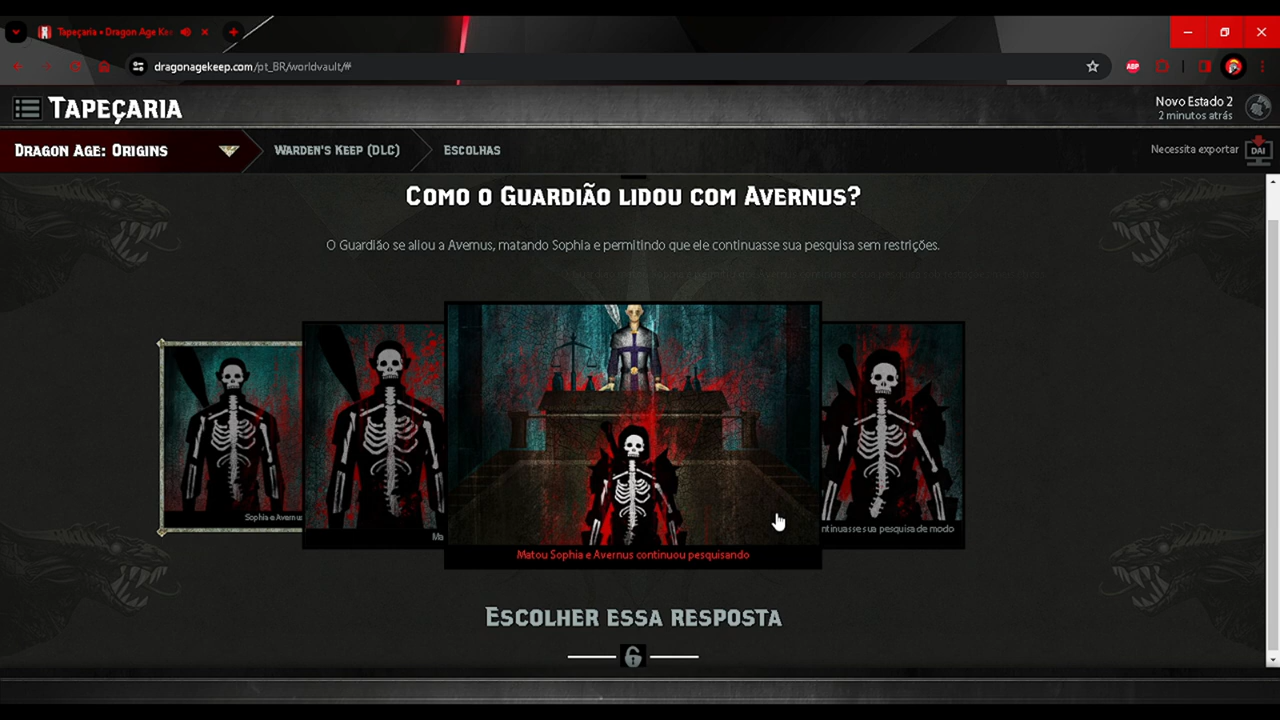 Tapeçaria • Dragon Age Kee
dragonagekeep.com/pt_BR/worldvault/#
ABP
Tapeçaria
Novo Estado 2
2 minutos atrás
Dragon Age: Origins
Warden's Keep (DLC)
Escolhas
Necessita exportar
DAI
Como o Guardião lidou com Avernus?
O Guardião se aliou a Avernus, matando Sophia e permitindo que ele continuasse sua pesquisa sem restrições.
Sophia e Avernus
Ma
ntinuasse sua pesquisa de modo
Matou Sophia e Avernus continuou pesquisando
Escolher essa resposta